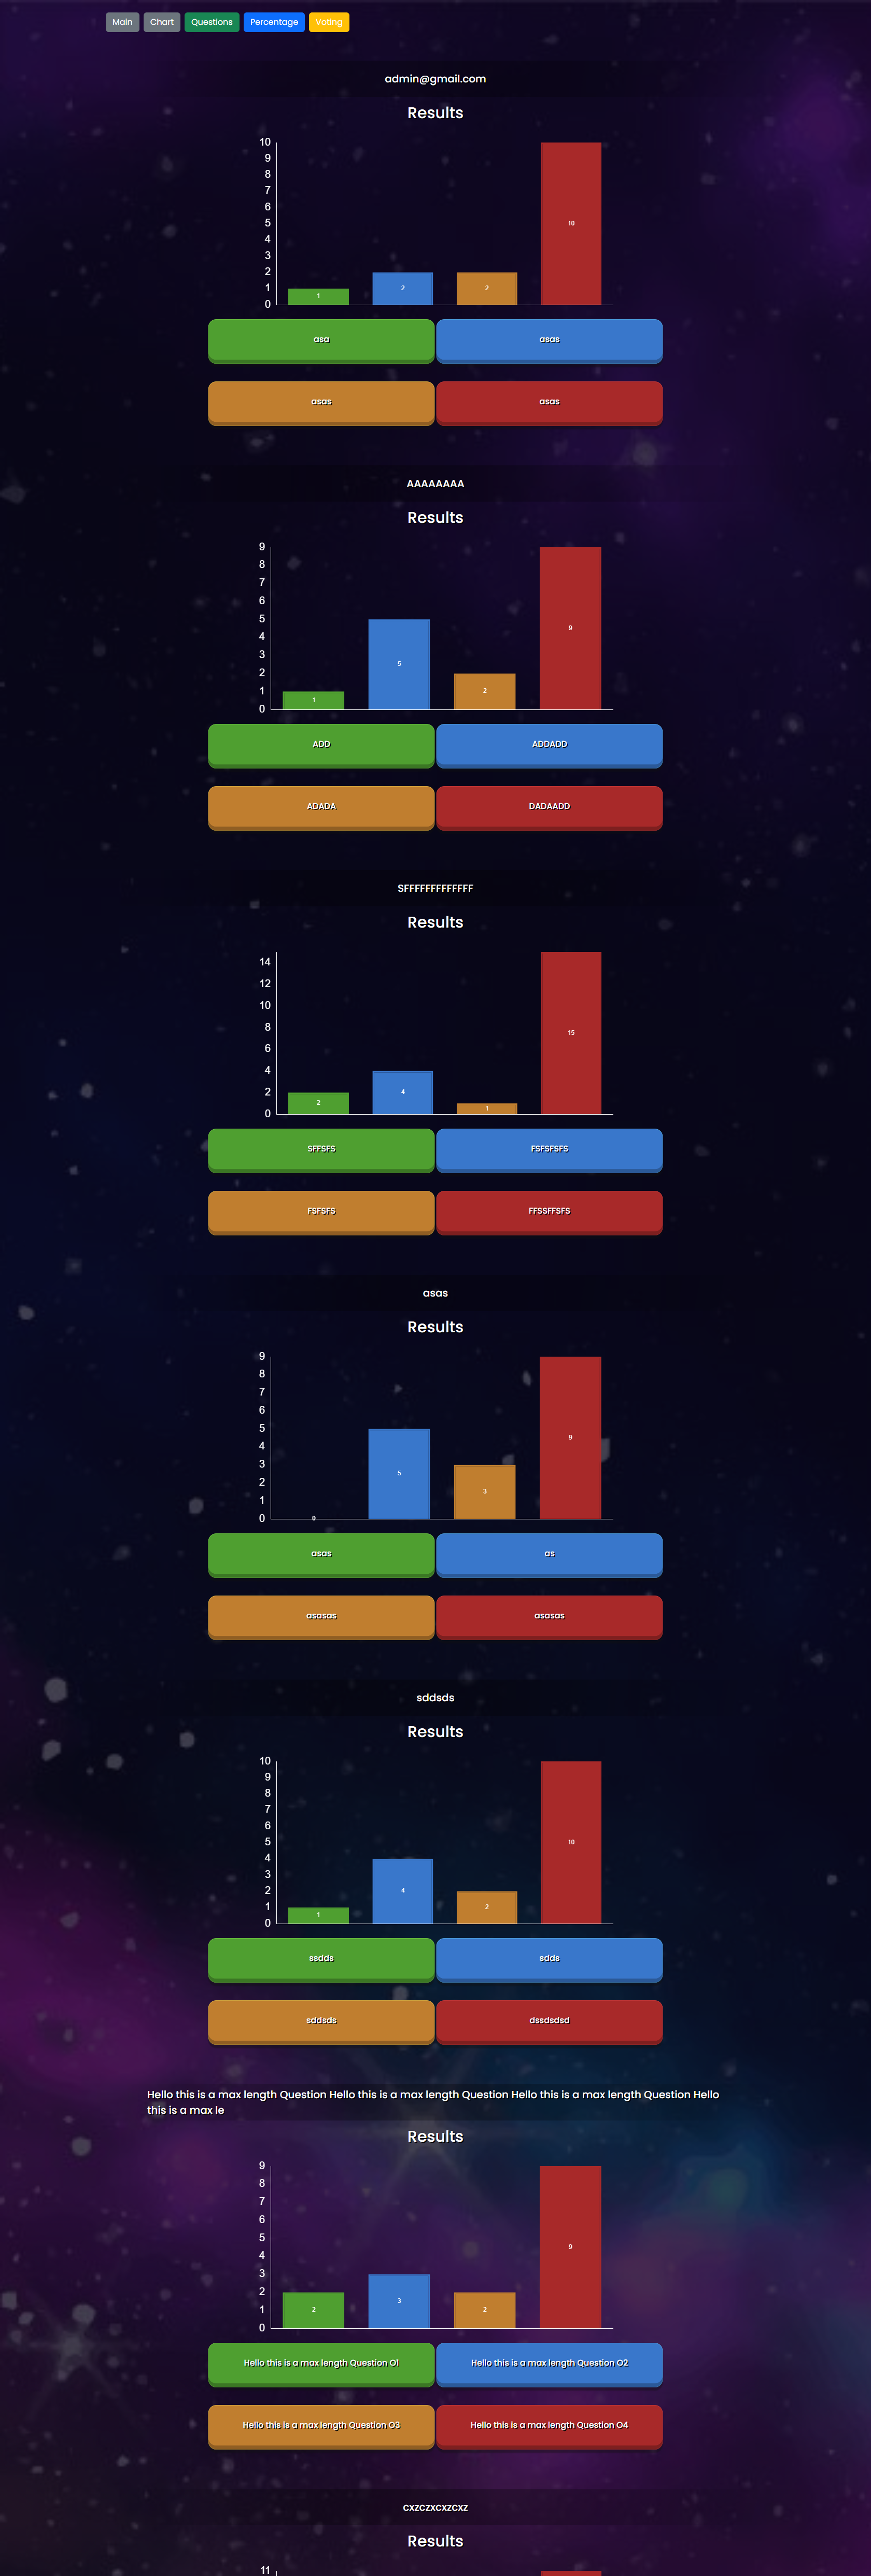 Main Chart Questions Percentage Voting
admin@gmail.com
Results
10
9
8
7
6
5
4
3
2
1
0
1 2 2 10
asa asas
asas asas
AAAAAAAA
Results
9
8
7
6
5
4
3
2
1
0
1 5 2 9
ADD ADDADD
ADADA DADAADD
SFFFFFFFFFFFFF
Results
14
12
10
8
6
4
2
0
2 4 1 15
SFFSFS FSFSFSFS
FSFSFS FFSSFFSFS
asas
Results
9
8
7
6
5
4
3
2
1
0
0 5 3 9
asas as
asasas asasas
sddsds
Results
10
9
8
7
6
5
4
3
2
1
0
1 4 2 10
ssdds sdds
sddsds dssdsdsd
Hello this is a max length Question Hello this is a max length Question Hello this is a max length Question Hello
this is a max le
Results
9
8
7
6
5
4
3
2
1
0
2 3 2 9
Hello this is a max length Question O1 Hello this is a max length Question O2
Hello this is a max length Question O3 Hello this is a max length Question O4
cxzczxcxzcxz
Results
11